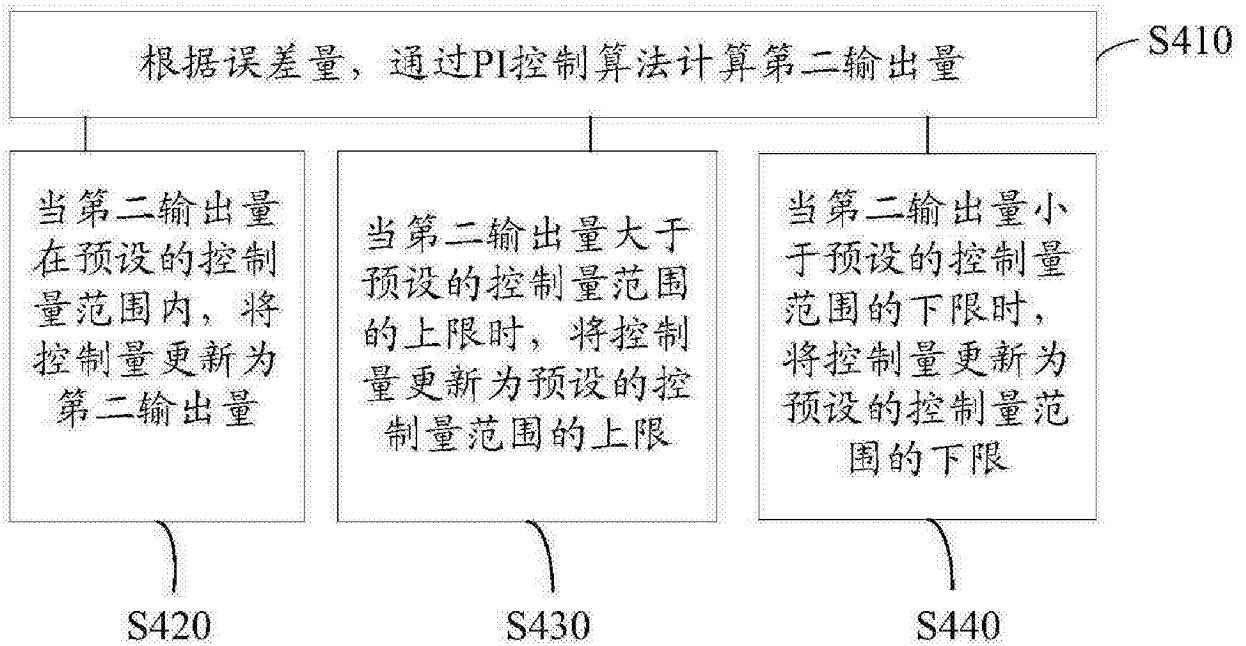 根据误差量，通过PI控制算法计算第二输出量
S410
当第二输出量
在预设的控制
量范围内，将
控制量更新为
第二输出量
当第二输出量大于
预设的控制量范围
的上限时，将控制
量更新为预设的控
制量范围的上限
当第二输出量小
于预设的控制量
范围的下限时，
将控制量更新为
预设的控制量范
围的下限
S420
S430
S440